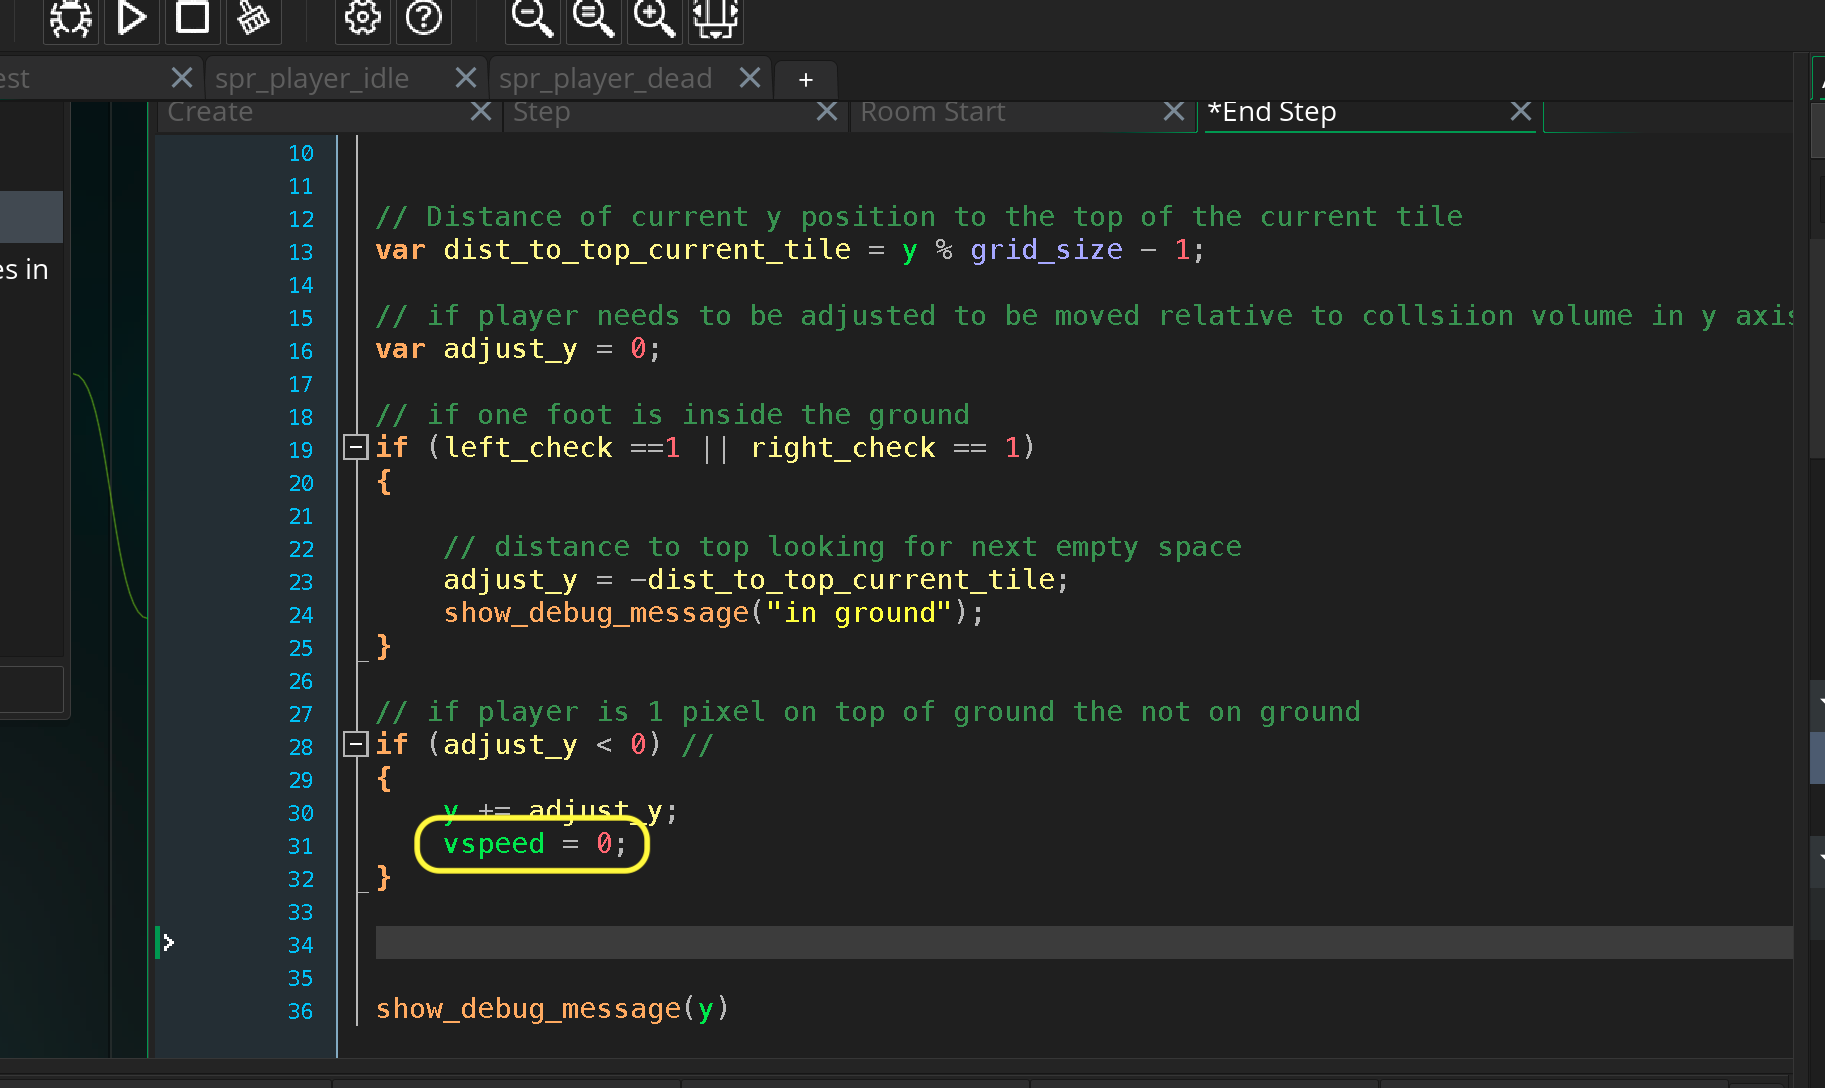 est spr_player_idle spr_player_dead +
Create Step Room Start *End Step
es in
10
11
12 // Distance of current y position to the top of the current tile
13 var dist_to_top_current_tile = y % grid_size - 1;
14
15 // if player needs to be adjusted to be moved relative to collsiion volume in y axis
16 var adjust_y = 0;
17
18 // if one foot is inside the ground
19 if (left_check ==1 || right_check == 1)
20 {
21
22 // distance to top looking for next empty space
23 adjust_y = -dist_to_top_current_tile;
24 show_debug_message("in ground");
25 }
26
27 // if player is 1 pixel on top of ground the not on ground
28 if (adjust_y < 0) //
29 {
30 y += adjust_y;
31 vspeed = 0;
32 }
33
34
35
36 show_debug_message(y)